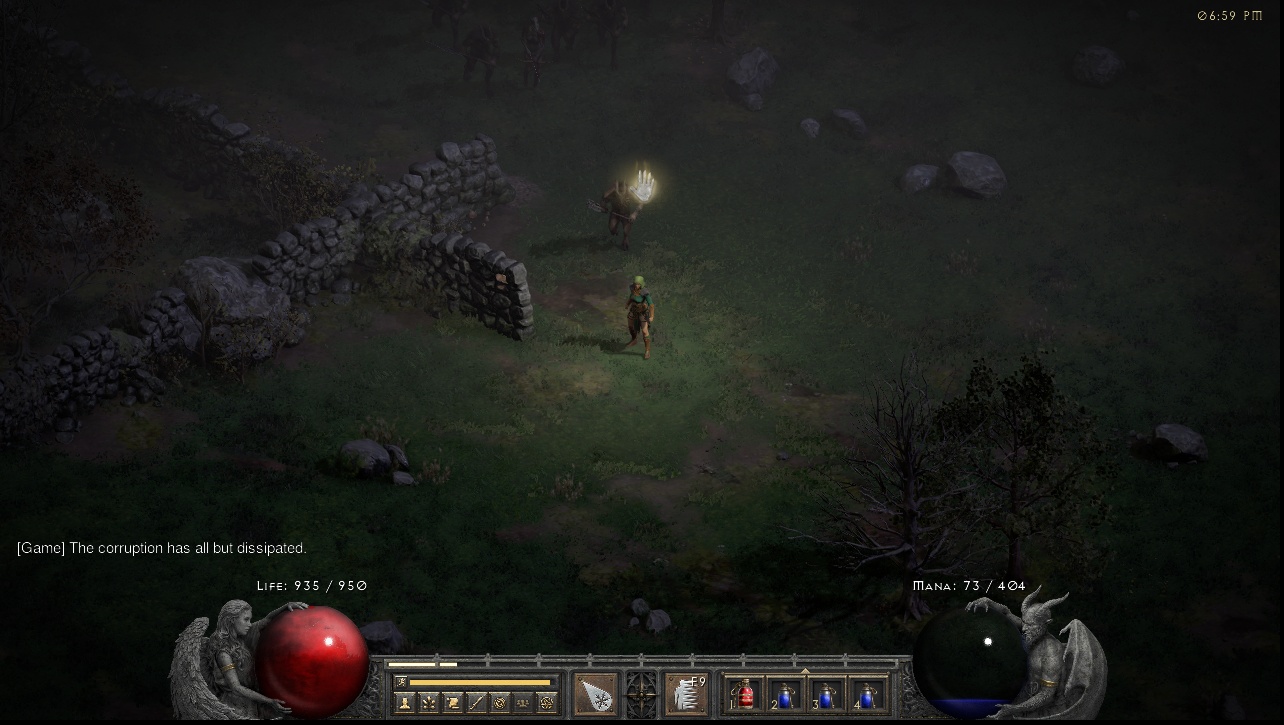 06:59 PM
[Game] The corruption has all but dissipated.
Life: 935 / 950
Mana: 73 / 404
F9
1 2 3 4